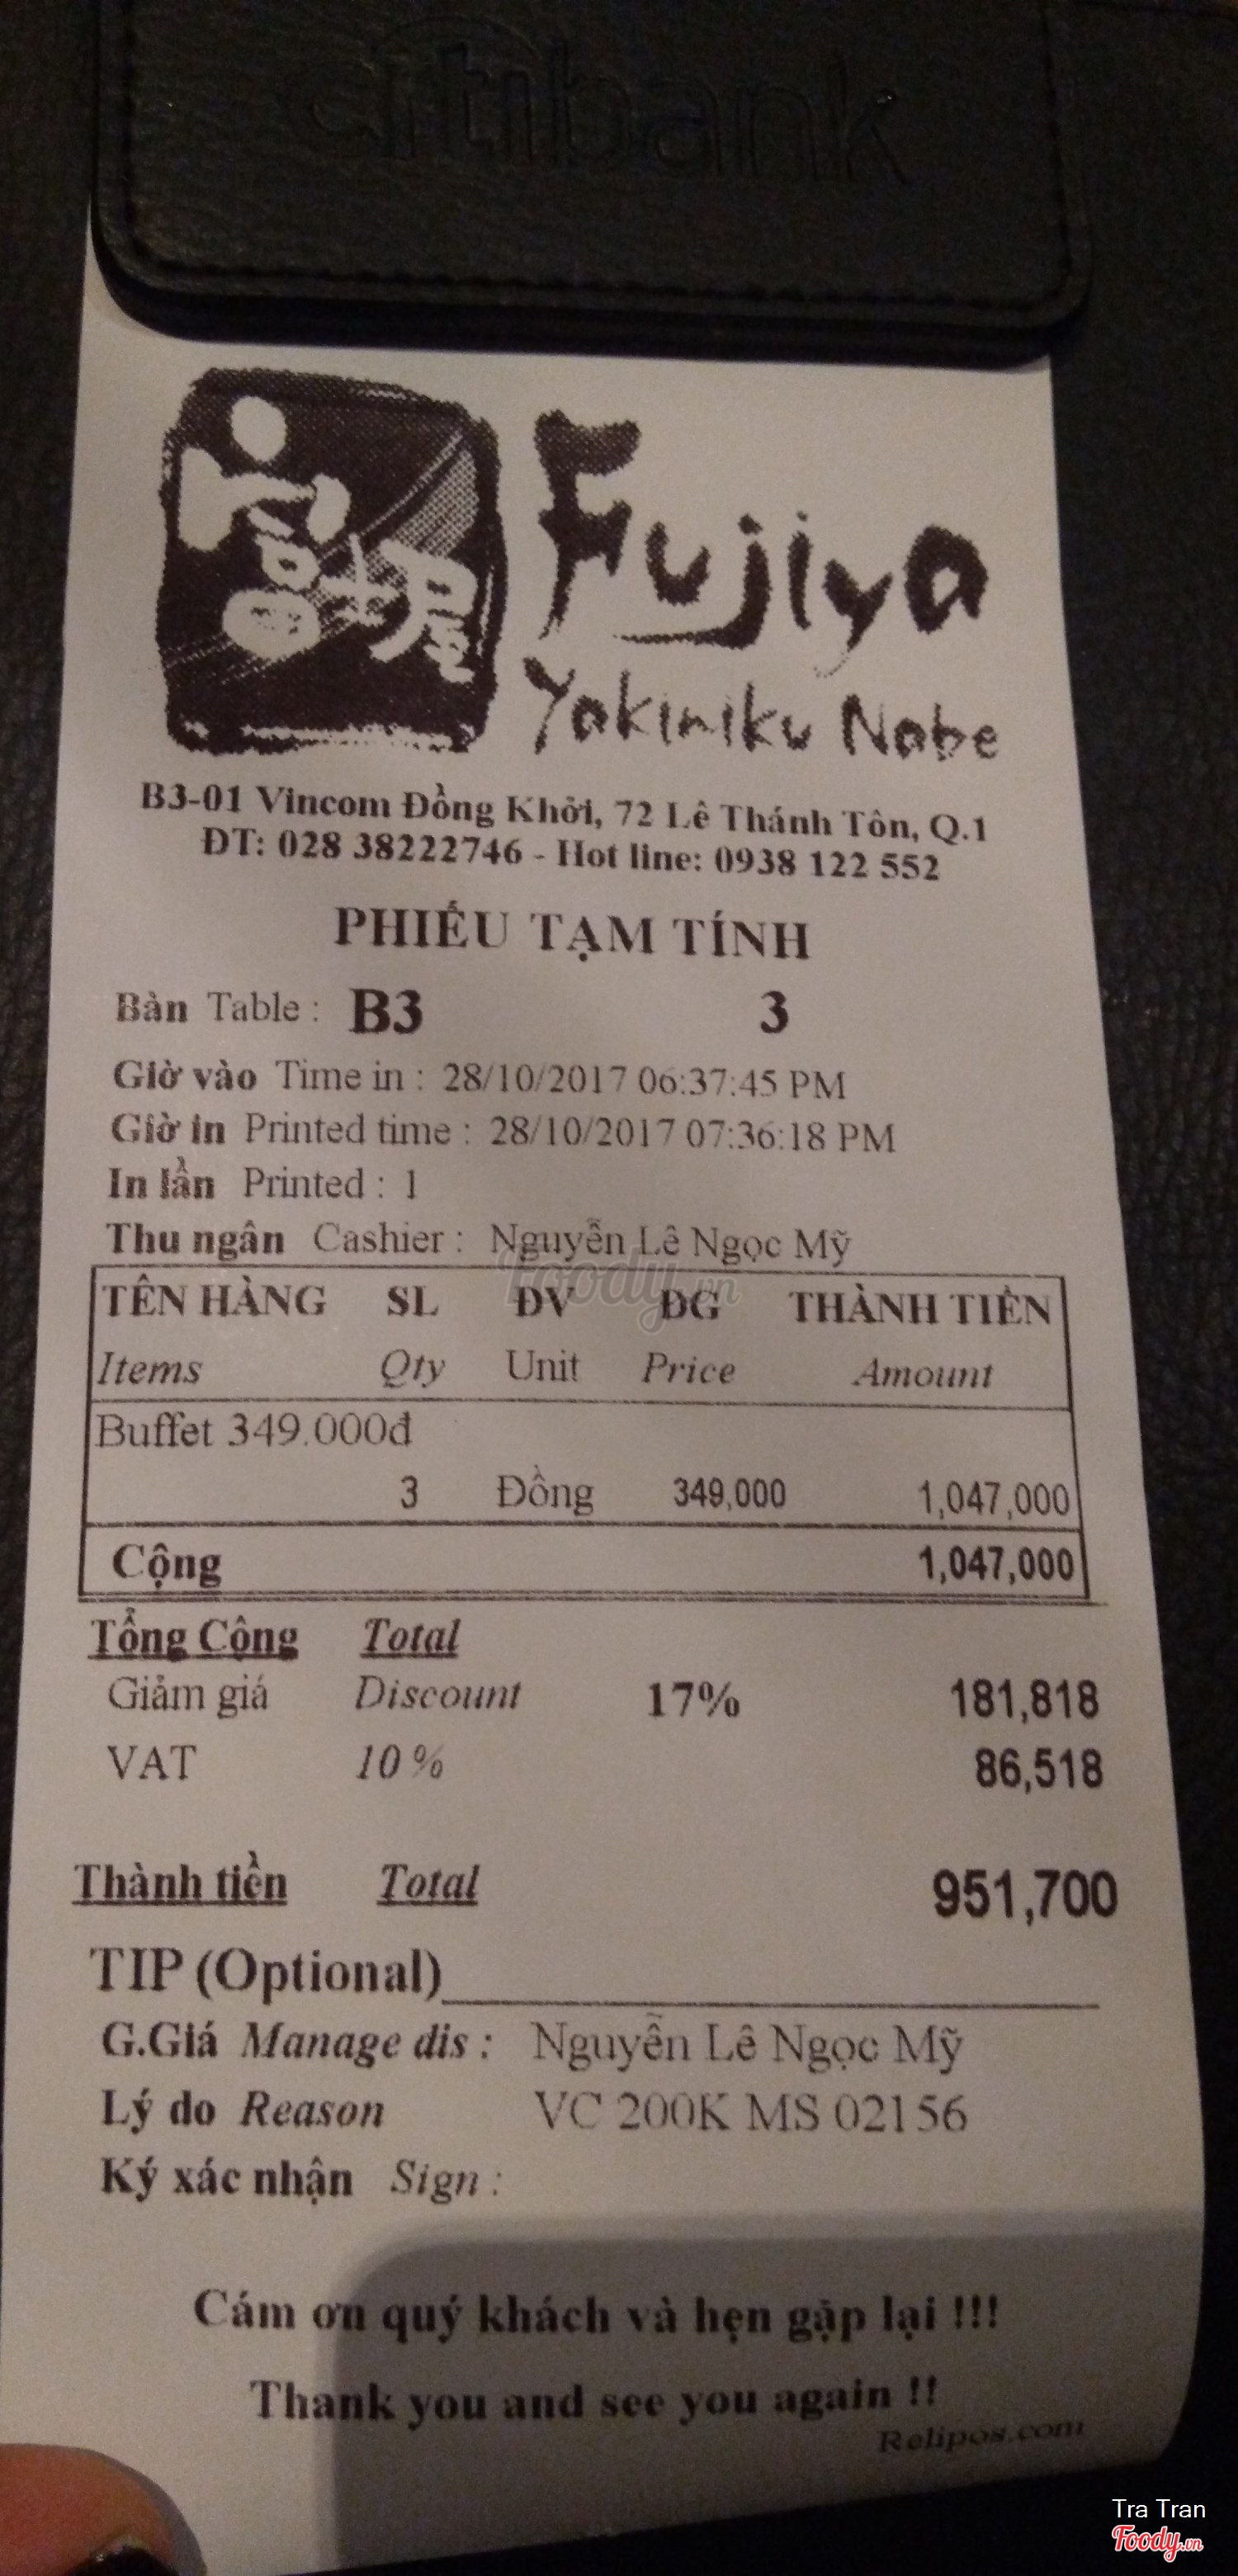 citibank
Fujiya
Yakiniku Nabe
B3-01 Vincom Đồng Khởi, 72 Lê Thánh Tôn, Q.1
ĐT: 028 38222746 - Hot line: 0938 122 552
PHIẾU TẠM TÍNH
Bàn Table : B3 3
Giờ vào Time in : 28/10/2017 06:37:45 PM
Giờ in Printed time : 28/10/2017 07:36:18 PM
In lần Printed : 1
Thu ngân Cashier : Nguyễn Lê Ngọc Mỹ
Foody.vn
TÊN HÀNG SL ĐV ĐG THÀNH TIỀN
Items Qty Unit Price Amount
Buffet 349.000đ
3 Đồng 349,000 1,047,000
Cộng 1,047,000
Tổng Cộng Total
Giảm giá Discount 17% 181,818
VAT 10% 86,518
Thành tiền Total 951,700
TIP (Optional)
G.Giá Manage dis : Nguyễn Lê Ngọc Mỹ
Lý do Reason VC 200K MS 02156
Ký xác nhận Sign :
Cám ơn quý khách và hẹn gặp lại !!!
Thank you and see you again !!
Relipos.com
Tra Tran
Foody.vn